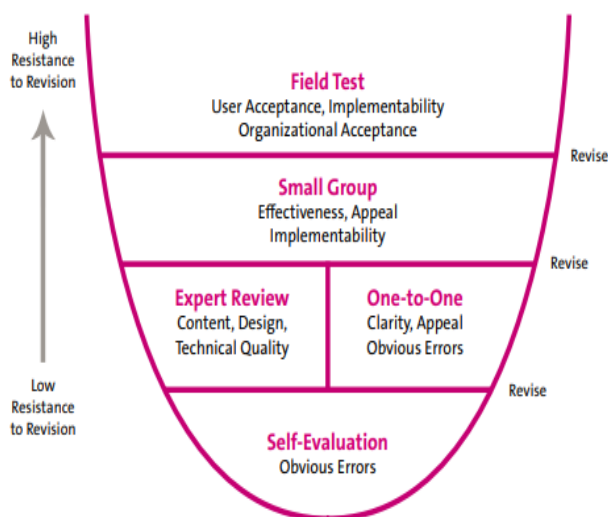 High
Resistance
to Revision
Field Test
User Acceptance, Implementability
Organizational Acceptance
Revise
Small Group
Effectiveness, Appeal
Implementability
Revise
Expert Review
Content, Design,
Technical Quality
One-to-One
Clarity, Appeal
Obvious Errors
Low
Resistance
to Revision
Revise
Self-Evaluation
Obvious Errors